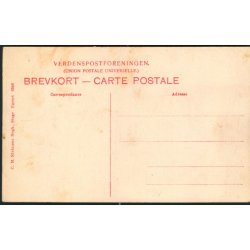 VERDENSPOSTFORENINGEN.
(UNION POSTALE UNIVERSELLE.)
BREVKORT — CARTE POSTALE
Correspondance
Adresse